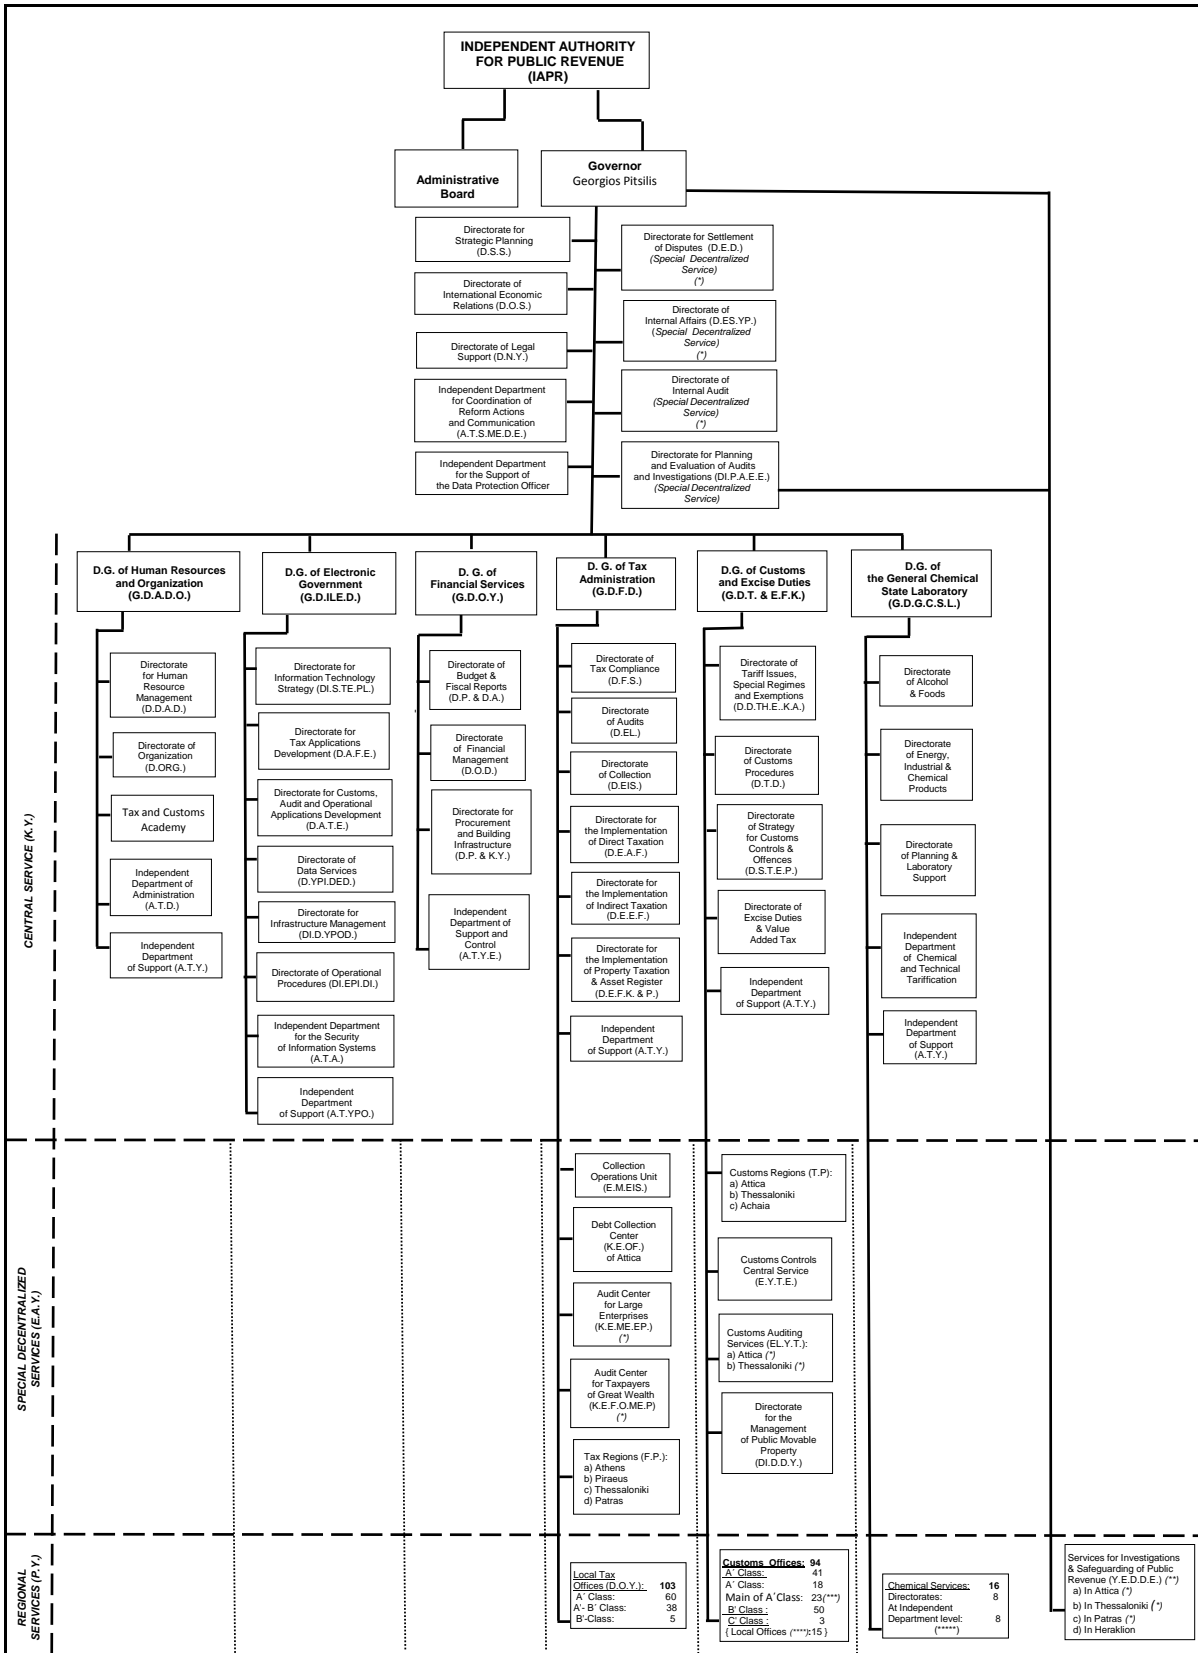 INDEPENDENT AUTHORITY
FOR PUBLIC REVENUE
(IAPR)
Administrative
Board
Governor
Georgios Pitsilis
Directorate for
Strategic Planning
(D.S.S.)
Directorate for Settlement
of Disputes (D.E.D.)
(Special Decentralized
Service)
(*)
Directorate of
International Economic
Relations (D.O.S.)
Directorate of
Internal Affairs (D.ES.YP.)
(Special Decentralized
Service)
(*)
Directorate of Legal
Support (D.N.Y.)
Directorate of
Internal Audit
(Special Decentralized
Service)
(*)
Independent Department
for Coordination of
Reform Actions
and Communication
(A.T.S.ME.D.E.)
Directorate for Planning
and Evaluation of Audits
and Investigations (DI.P.A.E.E.)
(Special Decentralized
Service)
Independent Department
for the Support of
the Data Protection Officer
CENTRAL SERVICE (K.Y.)
D.G. of Human Resources
and Organization
(G.D.A.D.O.)
Directorate
for Human
Resource
Management
(D.D.A.D.)
Directorate of
Organization
(D.ORG.)
Tax and Customs
Academy
Independent
Department of
Administration
(A.T.D.)
Independent
Department
of Support (A.T.Y.)
D.G. of Electronic
Government
(G.D.ILE.D.)
Directorate for
Information Technology
Strategy (DI.S.TE.PL.)
Directorate for
Tax Applications
Development (D.A.F.E.)
Directorate for Customs,
Audit and Operational
Applications Development
(D.A.T.E.)
Directorate of
Data Services
(D.YPI.DED.)
Directorate for
Infrastructure Management
(DI.D.YPOD.)
Directorate of Operational
Procedures (DI.EPI.DI.)
Independent Department
for the Security
of Information Systems
(A.T.A.)
Independent
Department
of Support (A.T.YPO.)
D. G. of
Financial Services
(G.D.O.Y.)
Directorate of
Budget &
Fiscal Reports
(D.P. & D.A.)
Directorate
of Financial
Management
(D.O.D.)
Directorate for
Procurement
and Building
Infrastructure
(D.P. & K.Y.)
Independent
Department of
Support and
Control
(A.T.Y.E.)
D. G. of Tax
Administration
(G.D.F.D.)
Directorate of
Tax Compliance
(D.F.S.)
Directorate
of Audits
(D.EL.)
Directorate
of Collection
(D.EIS.)
Directorate for
the Implementation
of Direct Taxation
(D.E.A.F.)
Directorate for
the Implementation
of Indirect Taxation
(D.E.E.F.)
Directorate for
the Implementation
of Property Taxation
& Asset Register
(D.E.F.K. & P.)
Independent
Department
of Support (A.T.Y.)
D.G. of Customs
and Excise Duties
(G.D.T. & E.F.K.)
Directorate of
Tariff Issues,
Special Regimes
and Exemptions
(D.D.TH.E..K.A.)
Directorate
of Customs
Procedures
(D.T.D.)
Directorate
of Strategy
for Customs
Controls &
Offences
(D.S.T.E.P.)
Directorate of
Excise Duties
& Value
Added Tax
Independent
Department
of Support (A.T.Y.)
D.G. of
the General Chemical
State Laboratory
(G.D.G.C.S.L.)
Directorate
of Alcohol
& Foods
Directorate
of Energy,
Industrial &
Chemical
Products
Directorate
of Planning &
Laboratory
Support
Independent
Department
of Chemical
and Technical
Tariffication
Independent
Department
of Support
(A.T.Y.)
SPECIAL DECENTRALIZED
SERVICES (E.A.Y.)
Collection
Operations Unit
(E.M.EIS.)
Debt Collection
Center
(K.E.OF.)
of Attica
Audit Center
for Large
Enterprises
(K.E.ME.EP.)
(*)
Audit Center
for Taxpayers
of Great Wealth
(K.E.F.O.ME.P)
(*)
Tax Regions (F.P.):
a) Athens
b) Piraeus
c) Thessaloniki
d) Patras
Customs Regions (T.P):
a) Attica
b) Thessaloniki
c) Achaia
Customs Controls
Central Service
(E.Y.T.E.)
Customs Auditing
Services (EL.Y.T.):
a) Attica (*)
b) Thessaloniki (*)
Directorate
for the
Management
of Public Movable
Property
(DI.D.D.Y.)
REGIONAL
SERVICES (P.Y.)
Local Tax
Offices (D.O.Y.): 103
A΄ Class: 60
A'- B΄ Class: 38
B'-Class: 5
Customs Offices: 94
A΄ Class: 41
A΄ Class: 18
Main of A΄Class: 23(***)
B' Class : 50
C' Class : 3
{ Local Offices (****):15 }
Chemical Services: 16
Directorates: 8
At Independent
Department level: 8
(*****)
Services for Investigations
& Safeguarding of Public
Revenue (Y.E.D.D.E.) (**)
a) In Attica (*)
b) In Thessaloniki (*)
c) In Patras (*)
d) In Heraklion